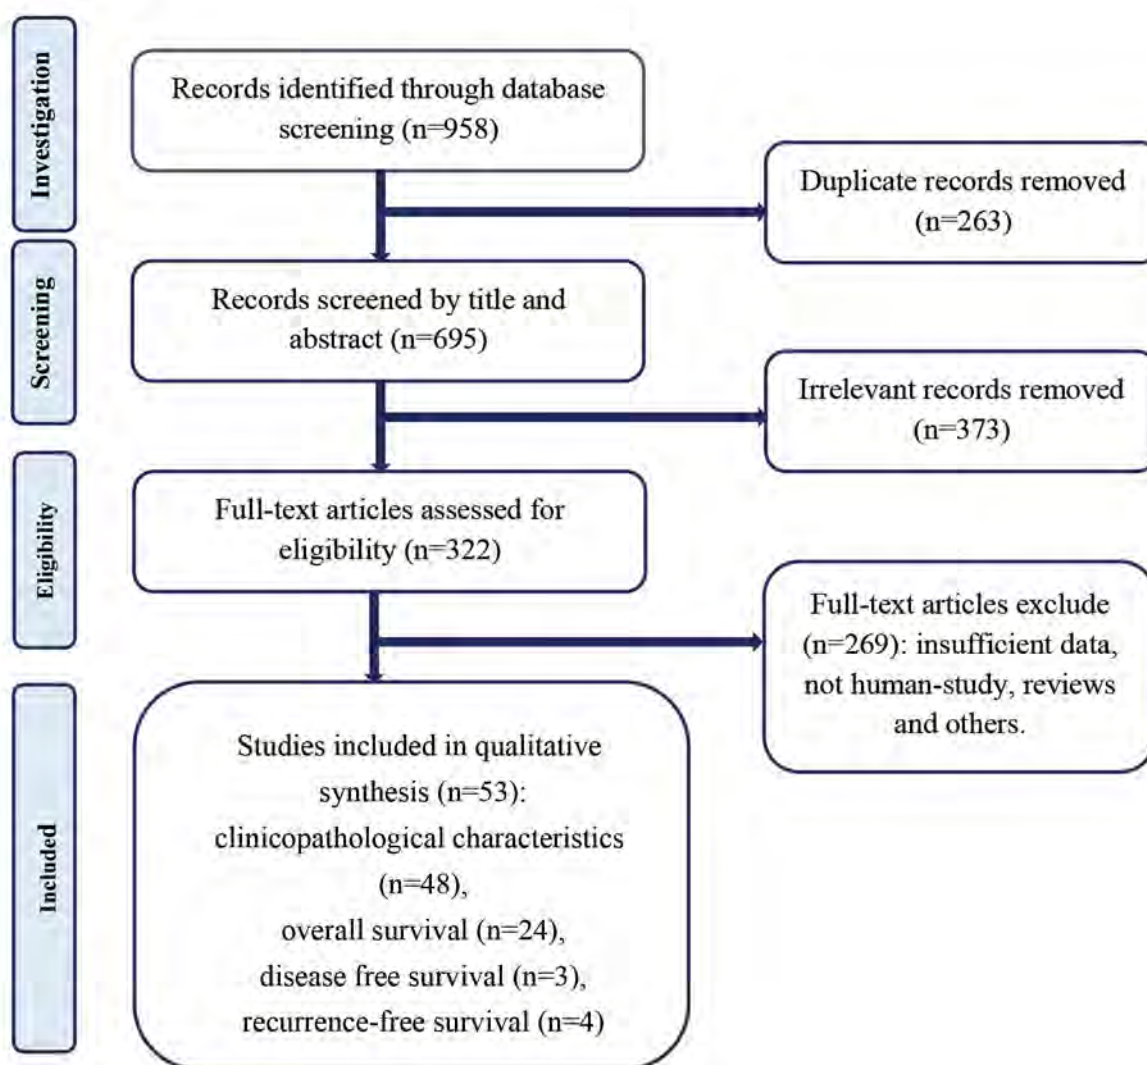 Investigation
Records identified through database
screening (n=958)
Duplicate records removed
(n=263)
Screening
Records screened by title and
abstract (n=695)
Irrelevant records removed
(n=373)
Eligibility
Full-text articles assessed for
eligibility (n=322)
Full-text articles exclude
(n=269): insufficient data,
not human-study, reviews
and others.
Included
Studies included in qualitative
synthesis (n=53):
clinicopathological characteristics
(n=48),
overall survival (n=24),
disease free survival (n=3),
recurrence-free survival (n=4)